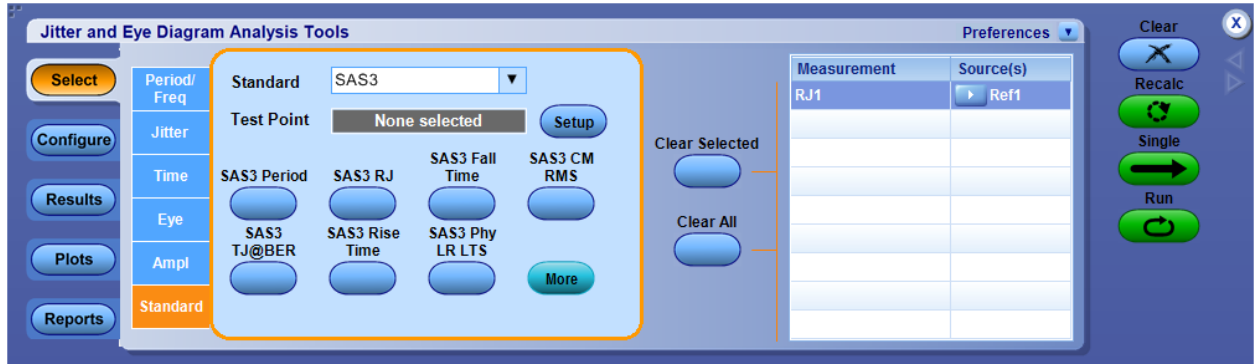 Jitter and Eye Diagram Analysis Tools
Preferences
Clear
X
Select
Configure
Results
Plots
Reports
Period/
Freq
Jitter
Time
Eye
Ampl
Standard
Standard
SAS3
Test Point
None selected
Setup
SAS3 Period
SAS3 RJ
SAS3 Fall
Time
SAS3 CM
RMS
SAS3
TJ@BER
SAS3 Rise
Time
SAS3 Phy
LR LTS
More
Clear Selected
Clear All
Measurement
Source(s)
RJ1
Ref1
Recalc
Single
Run